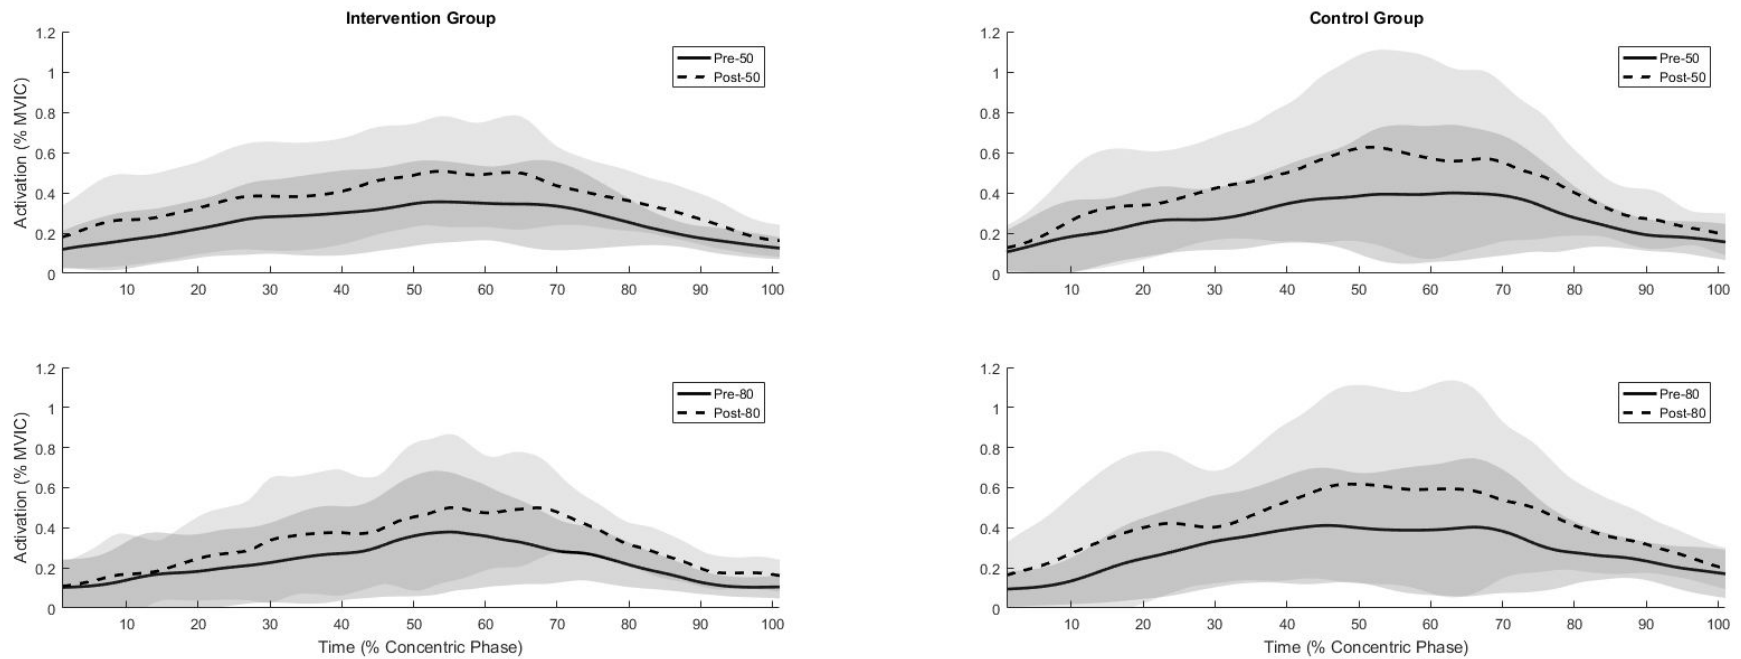 Intervention Group
1.2
1
0.8
0.6
0.4
0.2
0
Activation (% MVIC)
Pre-50
Post-50
10 20 30 40 50 60 70 80 90 100
Control Group
1.2
1
0.8
0.6
0.4
0.2
0
Pre-50
Post-50
10 20 30 40 50 60 70 80 90 100
1.2
1
0.8
0.6
0.4
0.2
0
Activation (% MVIC)
Pre-80
Post-80
10 20 30 40 50 60 70 80 90 100
Time (% Concentric Phase)
1.2
1
0.8
0.6
0.4
0.2
0
Pre-80
Post-80
10 20 30 40 50 60 70 80 90 100
Time (% Concentric Phase)